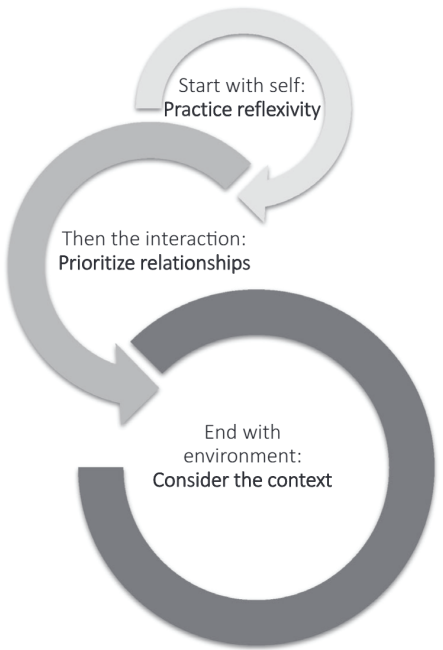 Start with self:
Practice reflexivity
Then the interaction:
Prioritize relationships
End with
environment:
Consider the context